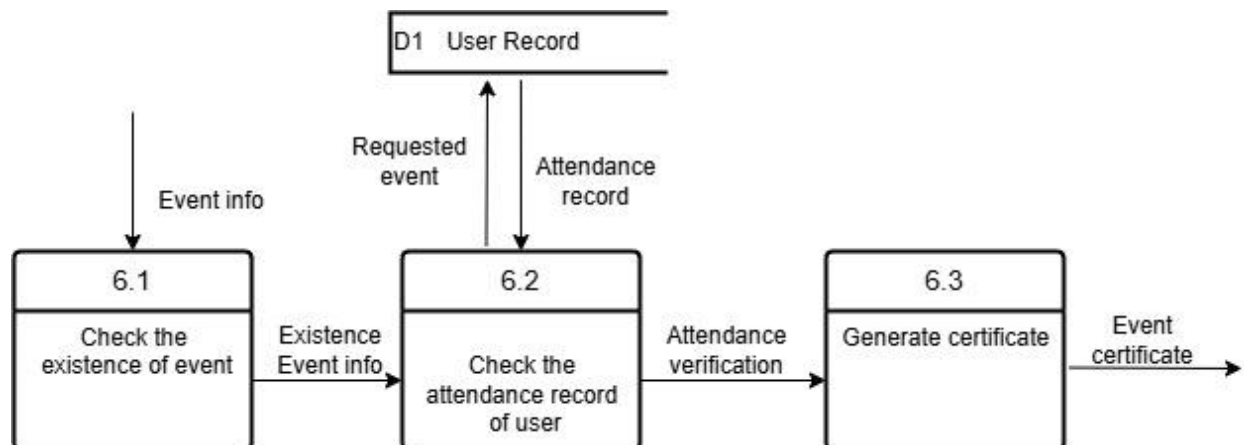 D1 User Record
Requested
event
Attendance
record
Event info
6.1
Check the
existence of event
Existence
Event info
6.2
Check the
attendance record
of user
Attendance
verification
6.3
Generate certificate
Event
certificate